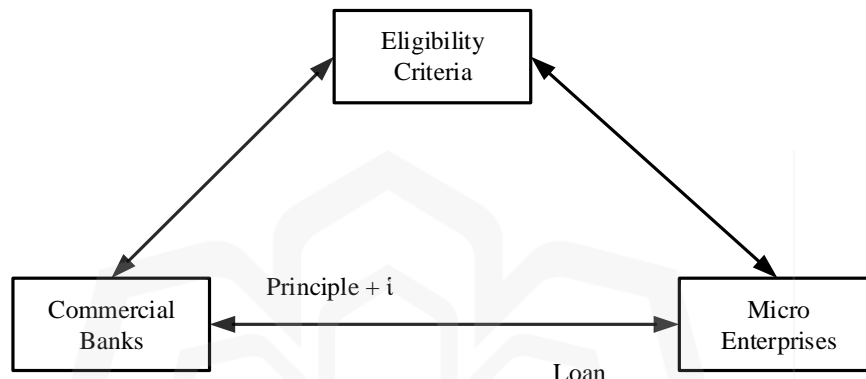 Eligibility
Criteria
Principle + i
Commercial
Banks
Micro
Enterprises
Loan